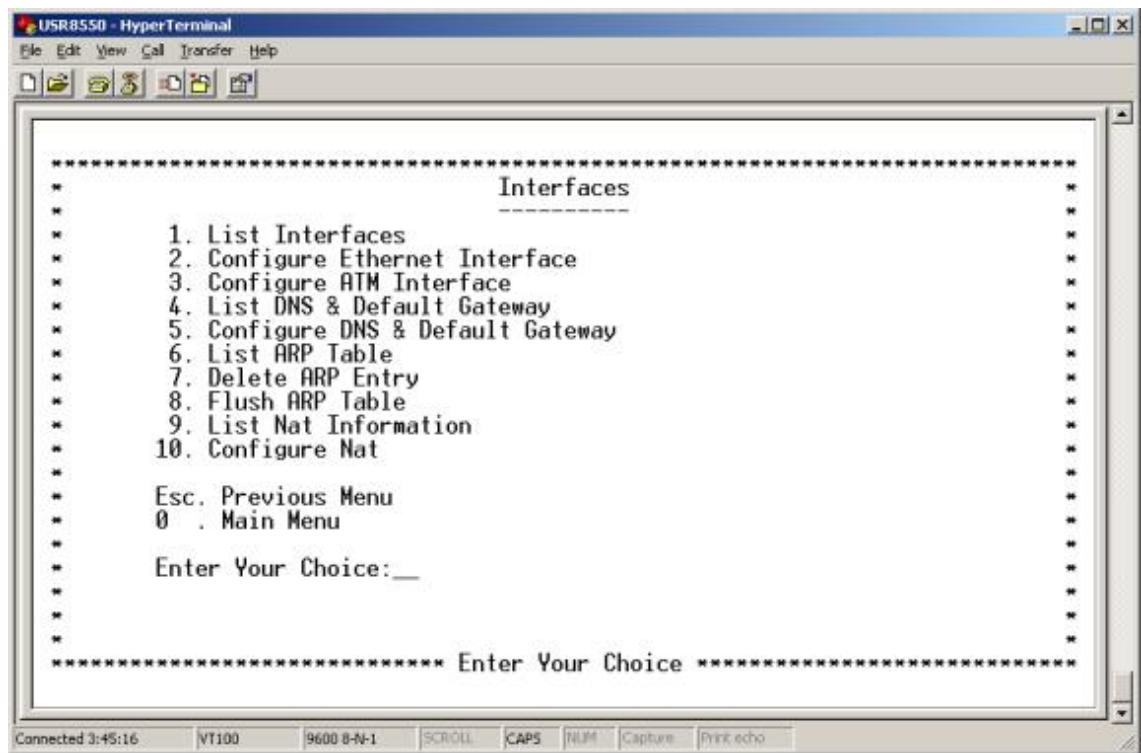 USR8550 - HyperTerminal
File Edit View Call Transfer Help
********************************************************************************
* Interfaces *
* ---------- *
* 1. List Interfaces *
* 2. Configure Ethernet Interface *
* 3. Configure ATM Interface *
* 4. List DNS & Default Gateway *
* 5. Configure DNS & Default Gateway *
* 6. List ARP Table *
* 7. Delete ARP Entry *
* 8. Flush ARP Table *
* 9. List Nat Information *
* 10. Configure Nat *
* *
* Esc. Previous Menu *
* 0 . Main Menu *
* *
* Enter Your Choice:__ *
* *
* *
* *
****************************** Enter Your Choice *****************************
Connected 3:45:16 VT100 9600 8-N-1 SCROLL CAPS NUM Capture Print echo